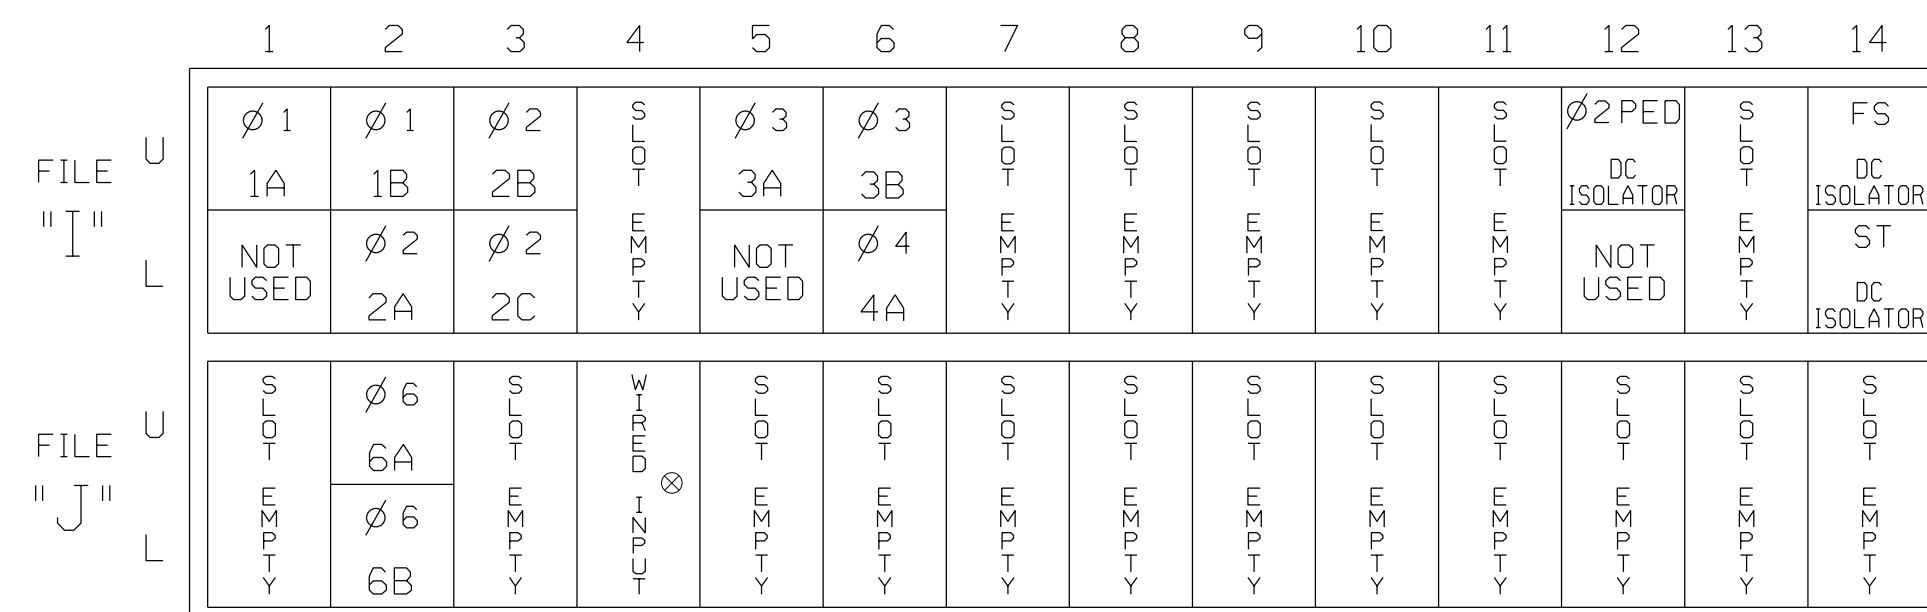 1 2 3 4 5 6 7 8 9 10 11 12 13 14
FILE "I"
U
L
Ø 1
1A
NOT
USED
Ø 1
1B
Ø 2
2A
Ø 2
2B
Ø 2
2C
SLOT EMPTY
Ø 3
3A
NOT
USED
Ø 3
3B
Ø 4
4A
SLOT EMPTY
SLOT EMPTY
SLOT EMPTY
SLOT EMPTY
SLOT EMPTY
Ø2 PED
DC
ISOLATOR
NOT
USED
SLOT EMPTY
FS
DC
ISOLATOR
ST
DC
ISOLATOR
FILE "J"
U
L
SLOT EMPTY
Ø 6
6A
Ø 6
6B
SLOT EMPTY
WIRED INPUT
SLOT EMPTY
SLOT EMPTY
SLOT EMPTY
SLOT EMPTY
SLOT EMPTY
SLOT EMPTY
SLOT EMPTY
SLOT EMPTY
SLOT EMPTY
SLOT EMPTY